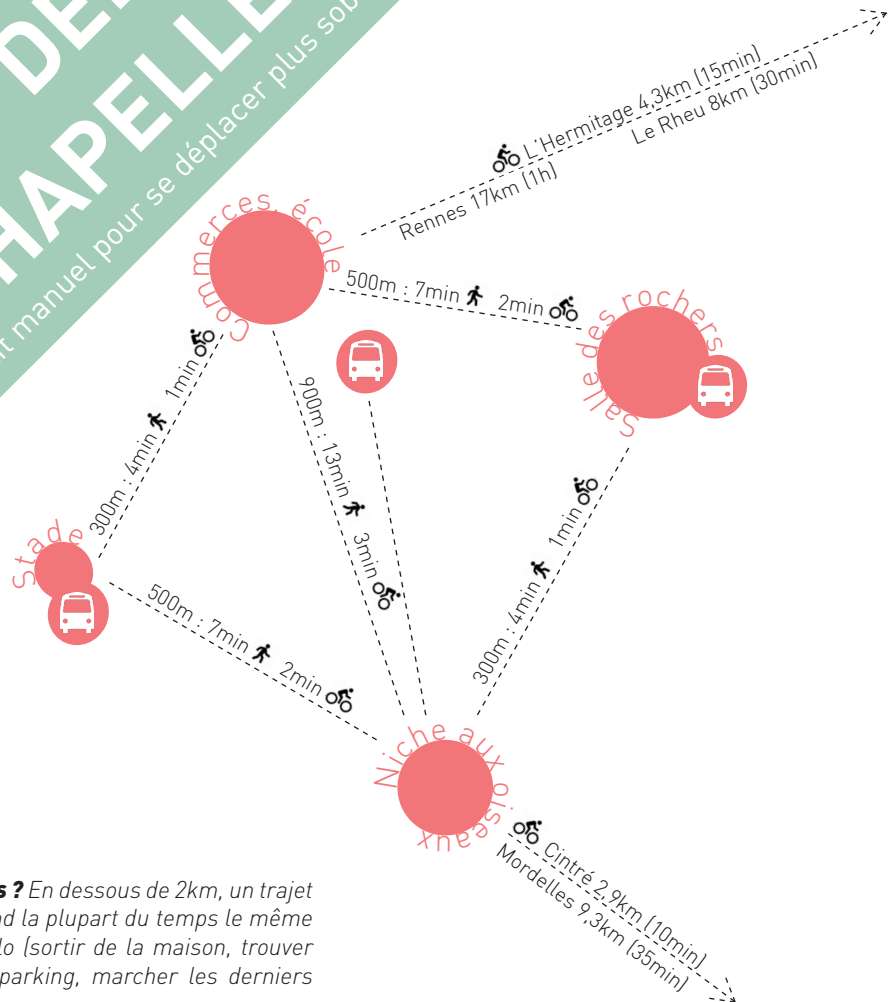 DE
HAPELLE
t manuel pour se déplacer plus sob
L'Hermitage 4,3km (15min)
Le Rheu 8km (30min)
Rennes 17km (1h)
Commerces, école
500m : 7min 2min
Salle des rochers
300m : 4min 1min
900m : 13min 3min
300m : 4min 1min
Stade
500m : 7min 2min
Niche aux oiseaux
Cintré 2,9km (10min)
Mordelles 9,3km (35min)
s ? En dessous de 2km, un trajet
d la plupart du temps le même
lo (sortir de la maison, trouver
parking, marcher les derniers